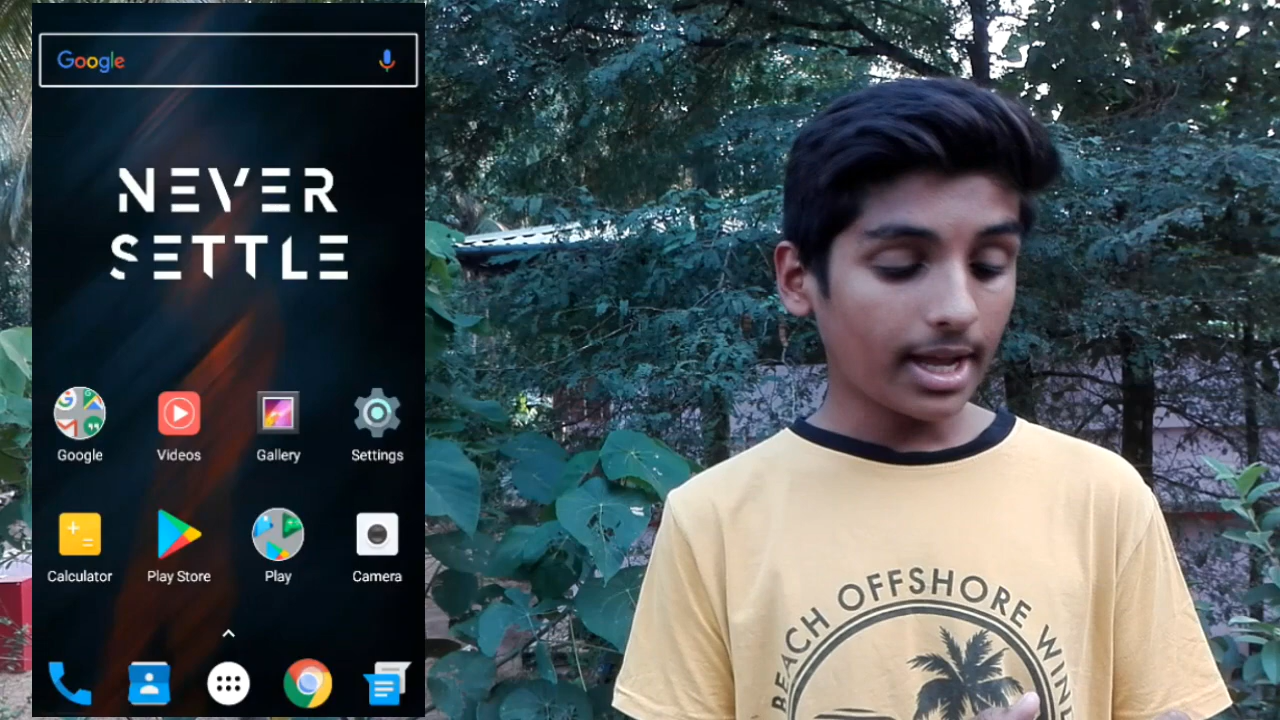 Google
NEVER
SETTLE
Google Videos Gallery Settings
Calculator Play Store Play Camera
BEACH OFFSHORE